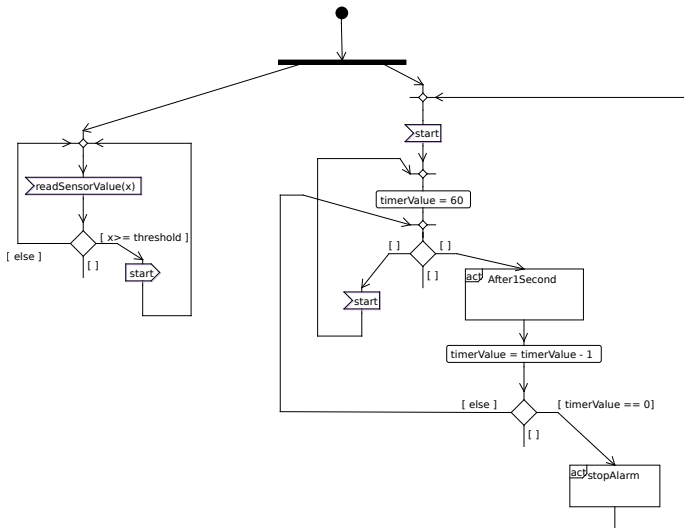 start
readSensorValue(x)
timerValue = 60
[ x>= threshold ]
[ ]
[ ]
[ else ]
[ ]
start
[ ]
act
After1Second
start
timerValue = timerValue - 1
[ else ]
[ timerValue == 0]
[ ]
act
stopAlarm